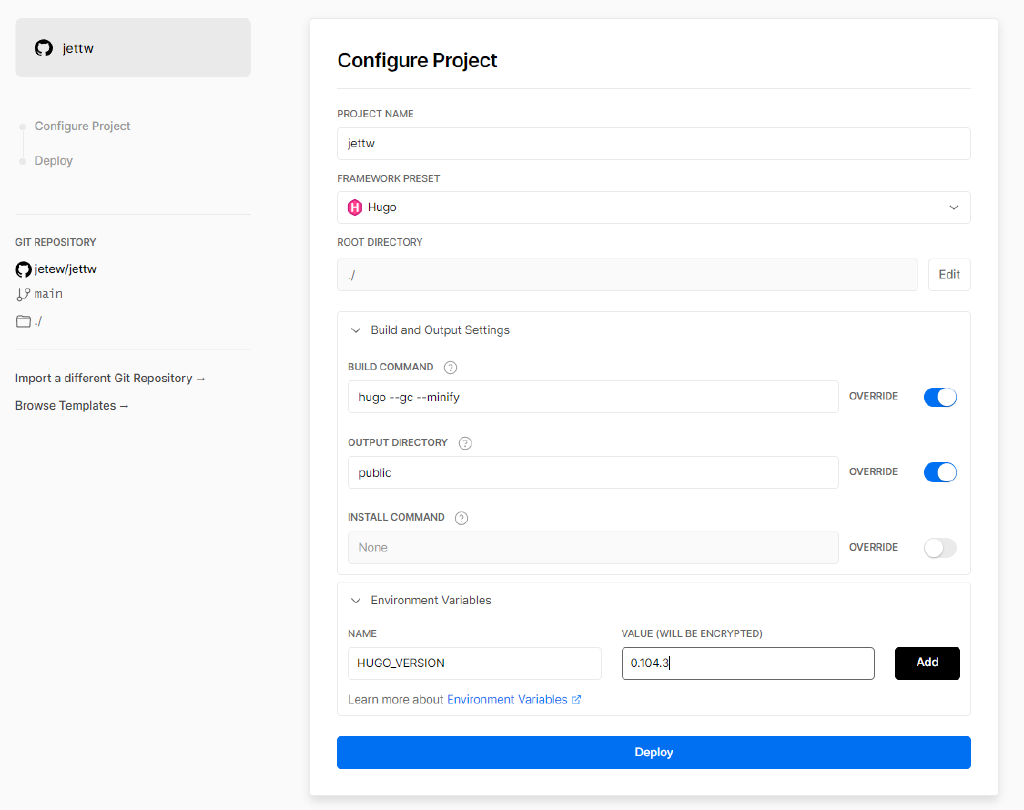 jettw
Configure Project
Deploy
GIT REPOSITORY
jetew/jettw
main
./
Import a different Git Repository →
Browse Templates →
Configure Project
PROJECT NAME
jettw
FRAMEWORK PRESET
H Hugo
ROOT DIRECTORY
./ Edit
Build and Output Settings
BUILD COMMAND ?
hugo --gc --minify OVERRIDE
OUTPUT DIRECTORY ?
public OVERRIDE
INSTALL COMMAND ?
None OVERRIDE
Environment Variables
NAME VALUE (WILL BE ENCRYPTED)
HUGO_VERSION 0.104.3 Add
Learn more about Environment Variables
Deploy